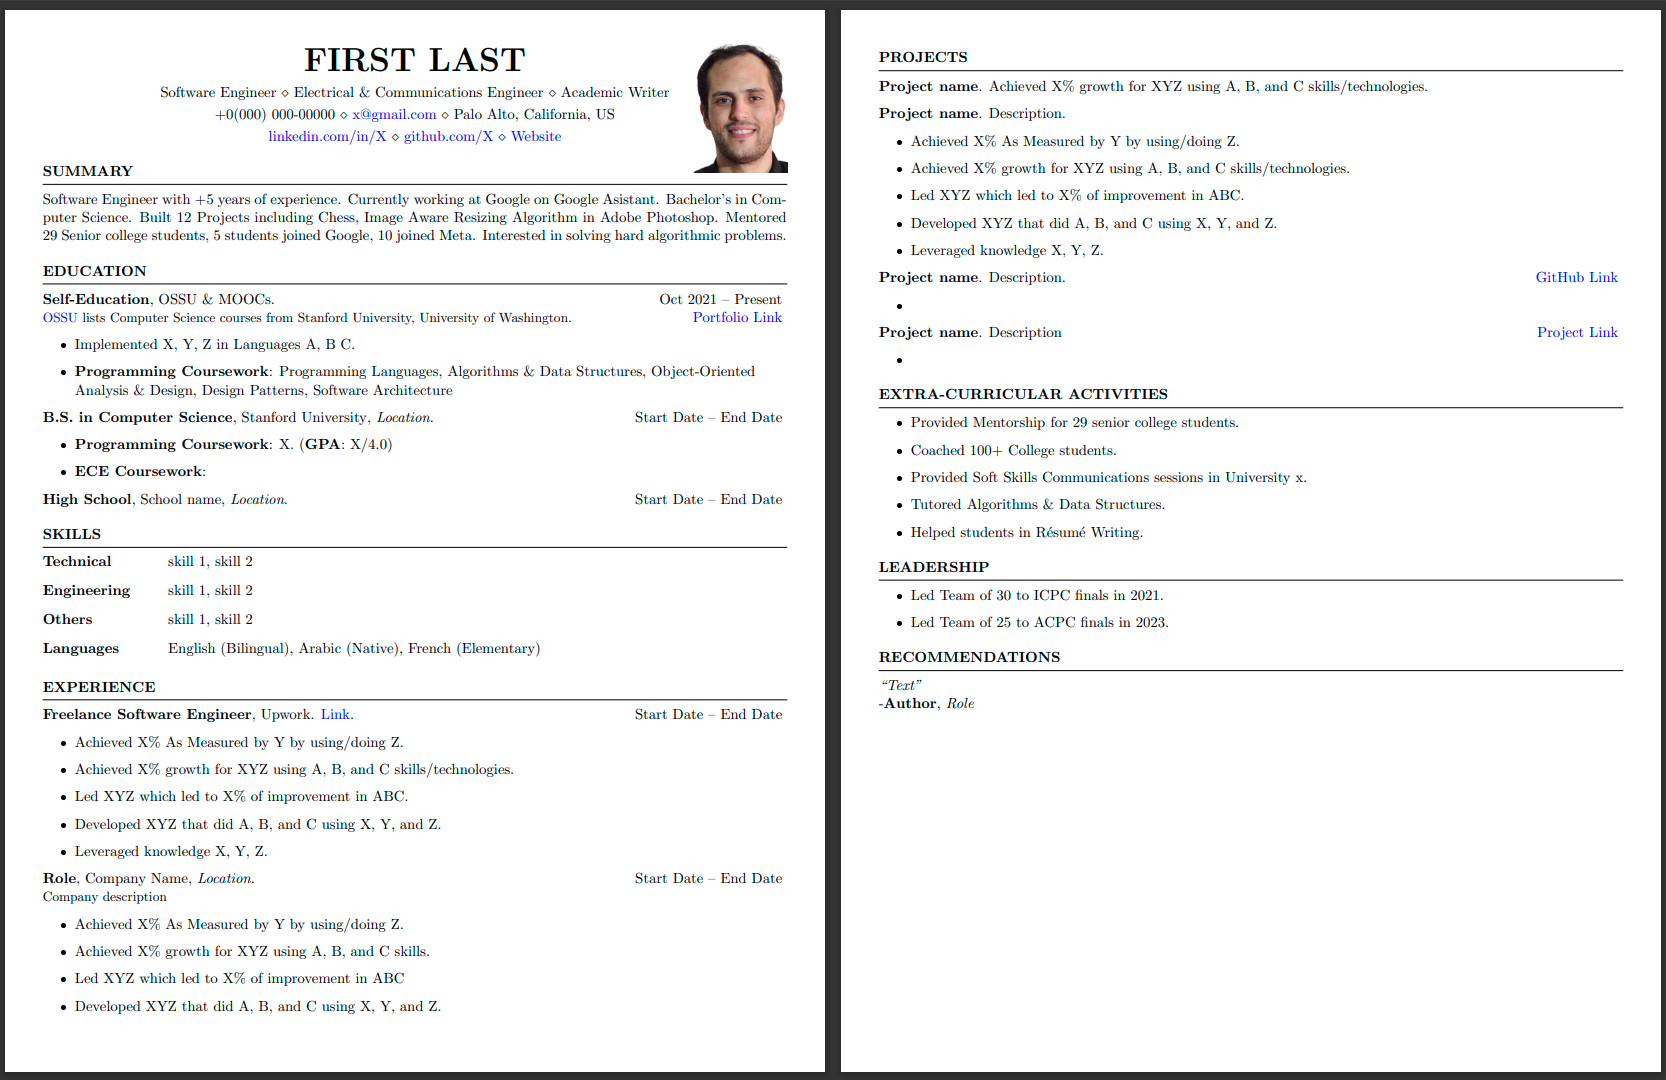 FIRST LAST
Software Engineer ⋄ Electrical & Communications Engineer ⋄ Academic Writer
+0(000) 000-00000 ⋄ x@gmail.com ⋄ Palo Alto, California, US
linkedin.com/in/X ⋄ github.com/X ⋄ Website
SUMMARY
Software Engineer with +5 years of experience. Currently working at Google on Google Asistant. Bachelor's in Com-
puter Science. Built 12 Projects including Chess, Image Aware Resizing Algorithm in Adobe Photoshop. Mentored
29 Senior college students, 5 students joined Google, 10 joined Meta. Interested in solving hard algorithmic problems.
EDUCATION
Self-Education, OSSU & MOOCs. Oct 2021 – Present
OSSU lists Computer Science courses from Stanford University, University of Washington. Portfolio Link
• Implemented X, Y, Z in Languages A, B C.
• Programming Coursework: Programming Languages, Algorithms & Data Structures, Object-Oriented
Analysis & Design, Design Patterns, Software Architecture
B.S. in Computer Science, Stanford University, Location. Start Date – End Date
• Programming Coursework: X. (GPA: X/4.0)
• ECE Coursework:
High School, School name, Location. Start Date – End Date
SKILLS
Technical skill 1, skill 2
Engineering skill 1, skill 2
Others skill 1, skill 2
Languages English (Bilingual), Arabic (Native), French (Elementary)
EXPERIENCE
Freelance Software Engineer, Upwork. Link. Start Date – End Date
• Achieved X% As Measured by Y by using/doing Z.
• Achieved X% growth for XYZ using A, B, and C skills/technologies.
• Led XYZ which led to X% of improvement in ABC.
• Developed XYZ that did A, B, and C using X, Y, and Z.
• Leveraged knowledge X, Y, Z.
Role, Company Name, Location. Start Date – End Date
Company description
• Achieved X% As Measured by Y by using/doing Z.
• Achieved X% growth for XYZ using A, B, and C skills.
• Led XYZ which led to X% of improvement in ABC
• Developed XYZ that did A, B, and C using X, Y, and Z.
PROJECTS
Project name. Achieved X% growth for XYZ using A, B, and C skills/technologies.
Project name. Description.
• Achieved X% As Measured by Y by using/doing Z.
• Achieved X% growth for XYZ using A, B, and C skills/technologies.
• Led XYZ which led to X% of improvement in ABC.
• Developed XYZ that did A, B, and C using X, Y, and Z.
• Leveraged knowledge X, Y, Z.
Project name. Description. GitHub Link
•
Project name. Description Project Link
•
EXTRA-CURRICULAR ACTIVITIES
• Provided Mentorship for 29 senior college students.
• Coached 100+ College students.
• Provided Soft Skills Communications sessions in University x.
• Tutored Algorithms & Data Structures.
• Helped students in Résumé Writing.
LEADERSHIP
• Led Team of 30 to ICPC finals in 2021.
• Led Team of 25 to ACPC finals in 2023.
RECOMMENDATIONS
“Text”
-Author, Role